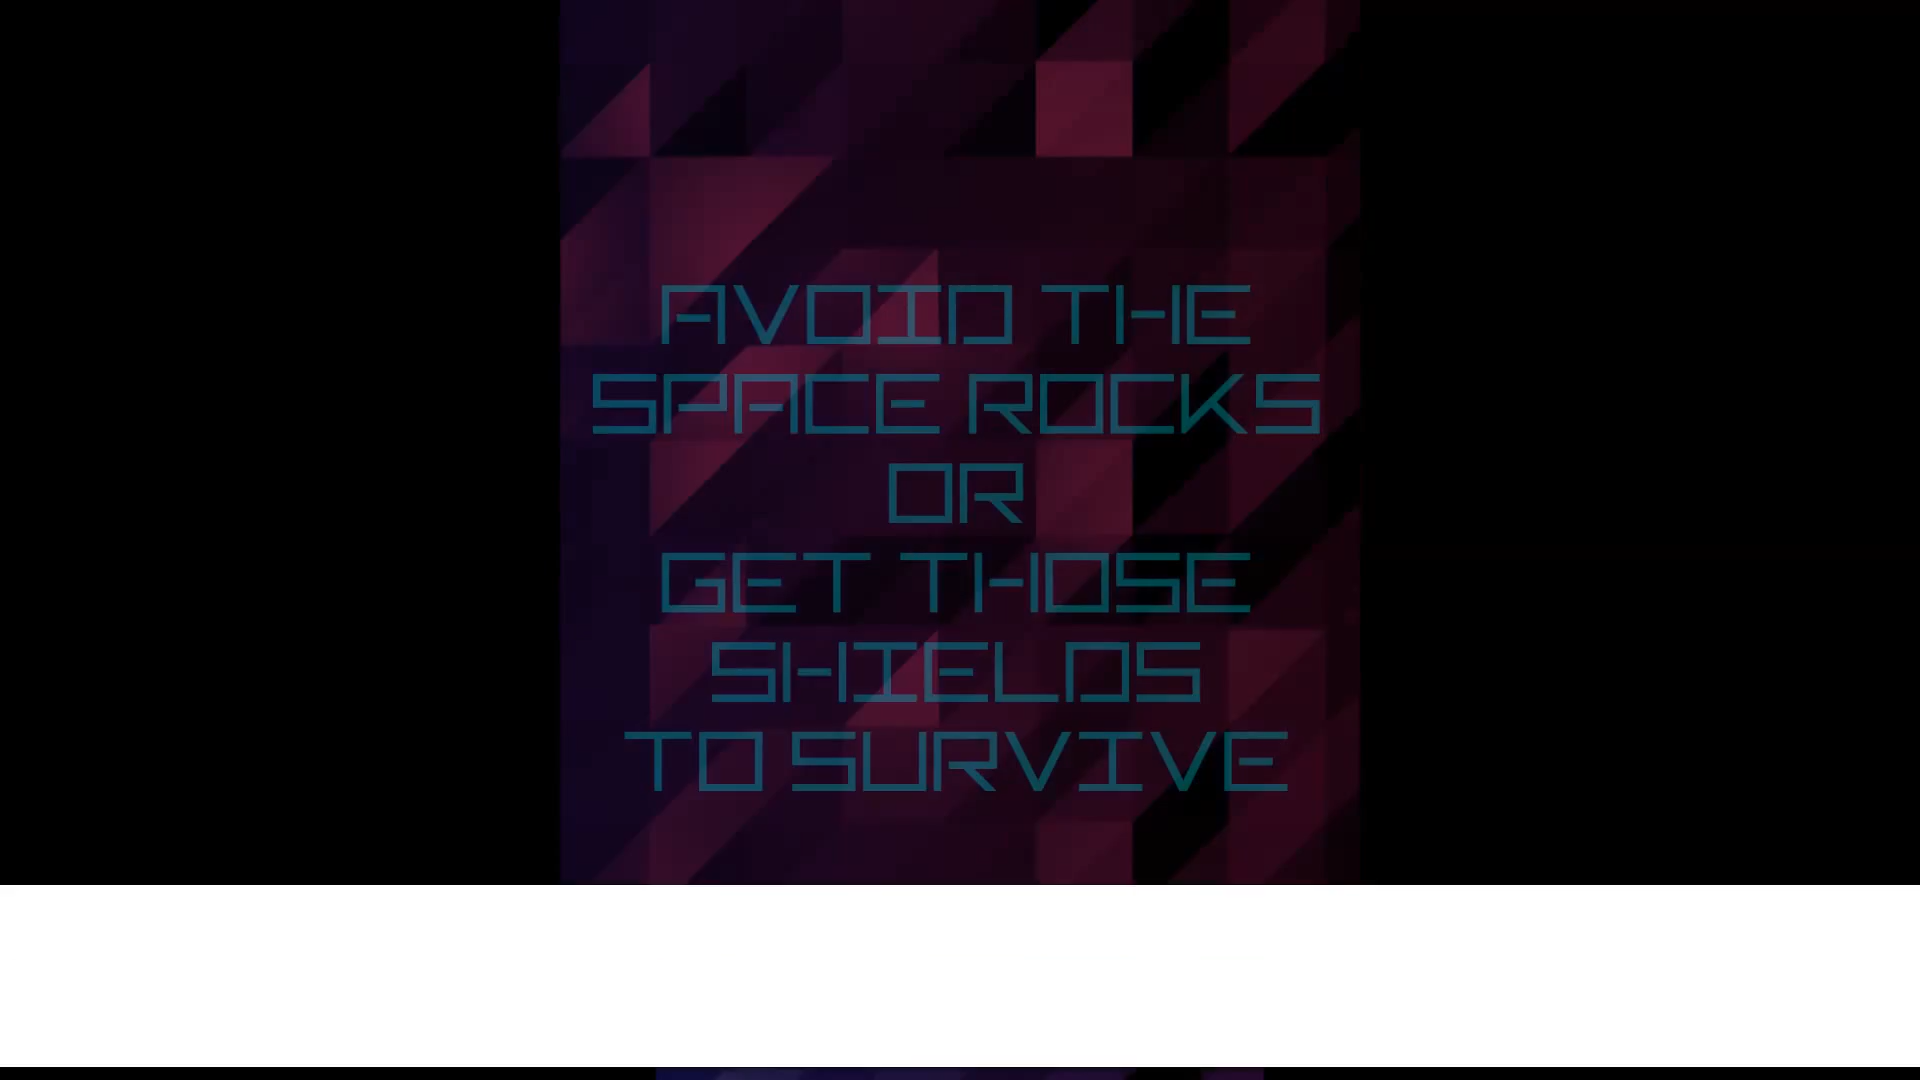 AVOID THE
SPACE ROCKS
OR
GET THOSE
SHIELDS
TO SURVIVE